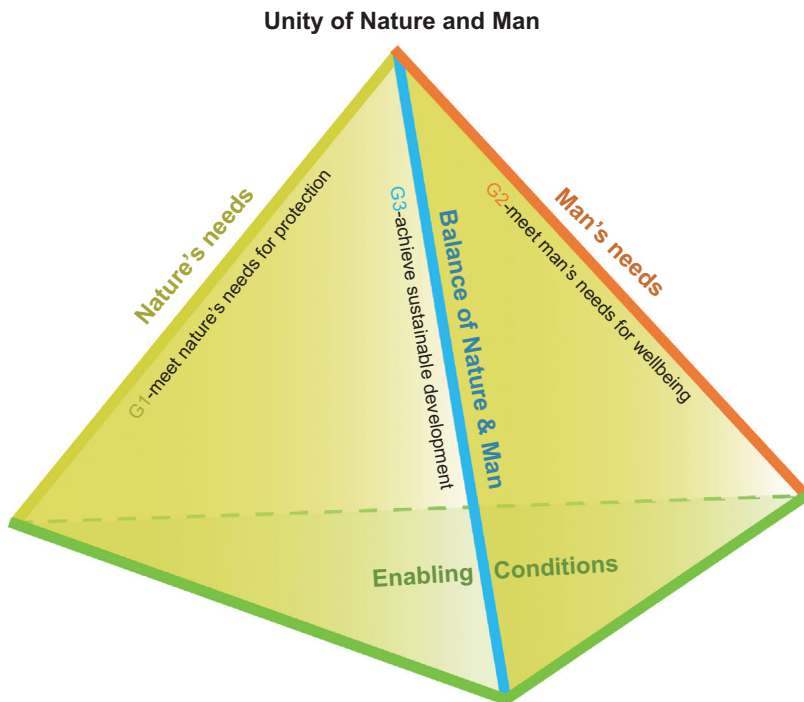 Unity of Nature and Man
Nature's needs
G1-meet nature's needs for protection
G3-achieve sustainable development
Balance of Nature & Man
G2-meet man's needs for wellbeing
Man's needs
Enabling Conditions